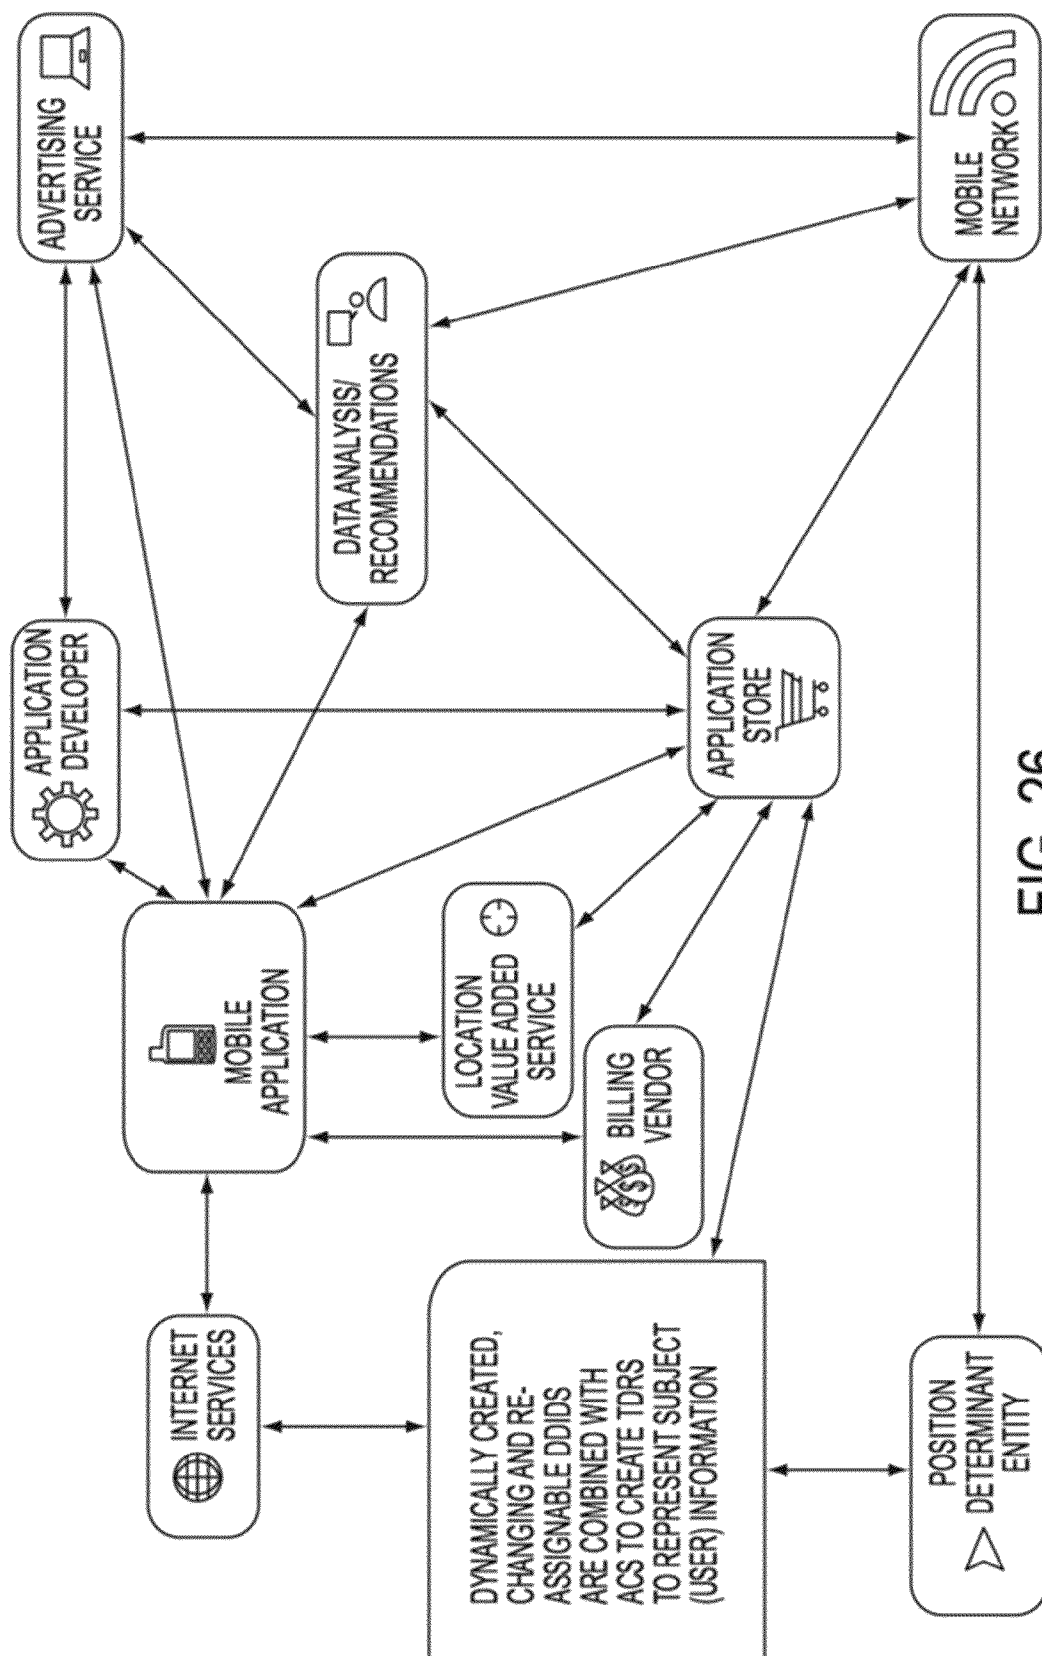 INTERNET
SERVICES
DYNAMICALLY CREATED,
CHANGING AND RE-
ASSIGNABLE DDIDS
ARE COMBINED WITH
ACS TO CREATE TDRS
TO REPRESENT SUBJECT
(USER) INFORMATION
POSITION
DETERMINANT
ENTITY
MOBILE
APPLICATION
LOCATION
VALUE ADDED
SERVICE
$$$
BILLING
VENDOR
APPLICATION
DEVELOPER
APPLICATION
STORE
DATA ANALYSIS/
RECOMMENDATIONS
ADVERTISING
SERVICE
MOBILE
NETWORK
FIG. 26